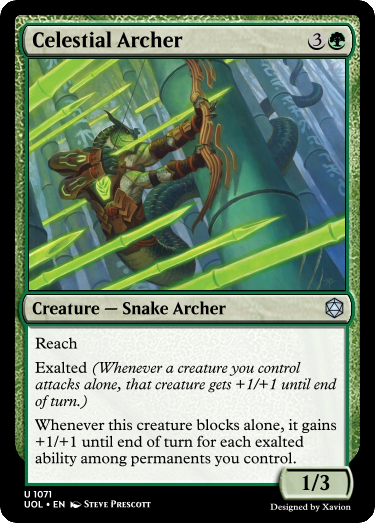 Celestial Archer 3
Creature — Snake Archer
Reach
Exalted (Whenever a creature you control
attacks alone, that creature gets +1/+1 until end
of turn.)
Whenever this creature blocks alone, it gains
+1/+1 until end of turn for each exalted
ability among permanents you control.
1/3
U 1071
UOL • EN Steve Prescott
Designed by Xavion